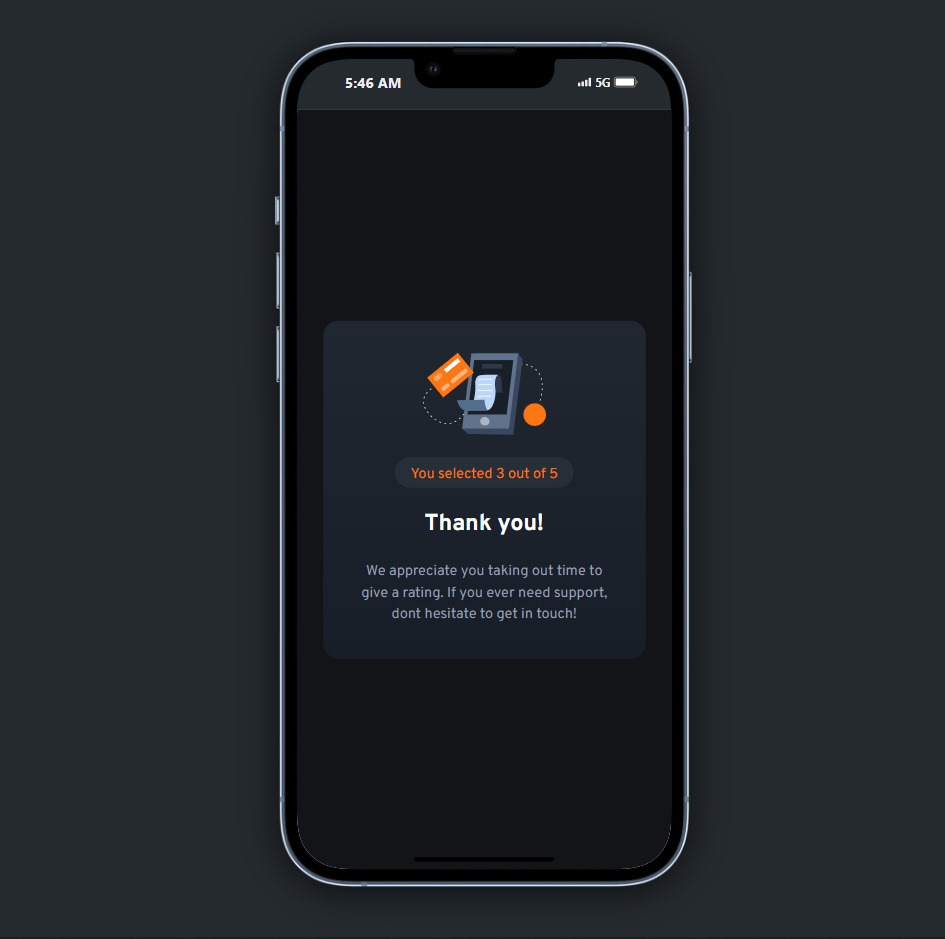 5:46 AM 5G
You selected 3 out of 5
Thank you!
We appreciate you taking out time to
give a rating. If you ever need support,
dont hesitate to get in touch!